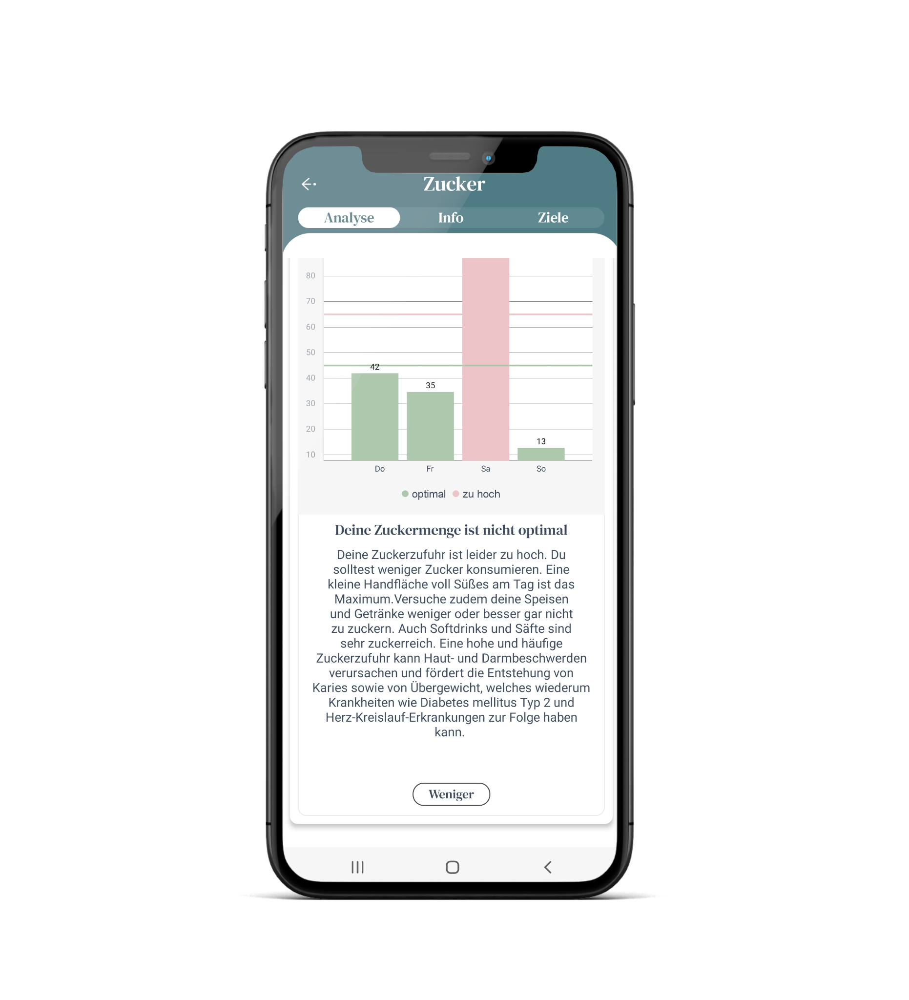 Zucker
Analyse Info Ziele
80
70
60
50
42
40
35
30
20
13
10
Do Fr Sa So
optimal zu hoch
Deine Zuckermenge ist nicht optimal
Deine Zuckerzufuhr ist leider zu hoch. Du
solltest weniger Zucker konsumieren. Eine
kleine Handfläche voll Süßes am Tag ist das
Maximum.Versuche zudem deine Speisen
und Getränke weniger oder besser gar nicht
zu zuckern. Auch Softdrinks und Säfte sind
sehr zuckerreich. Eine hohe und häufige
Zuckerzufuhr kann Haut- und Darmbeschwerden
verursachen und fördert die Entstehung von
Karies sowie von Übergewicht, welches wiederum
Krankheiten wie Diabetes mellitus Typ 2 und
Herz-Kreislauf-Erkrankungen zur Folge haben
kann.
Weniger